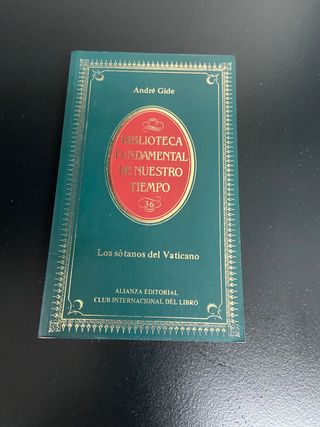 André Gide
BIBLIOTECA
FUNDAMENTAL
DE NUESTRO
TIEMPO
36
Los sótanos del Vaticano
ALIANZA EDITORIAL
CLUB INTERNACIONAL DEL LIBRO